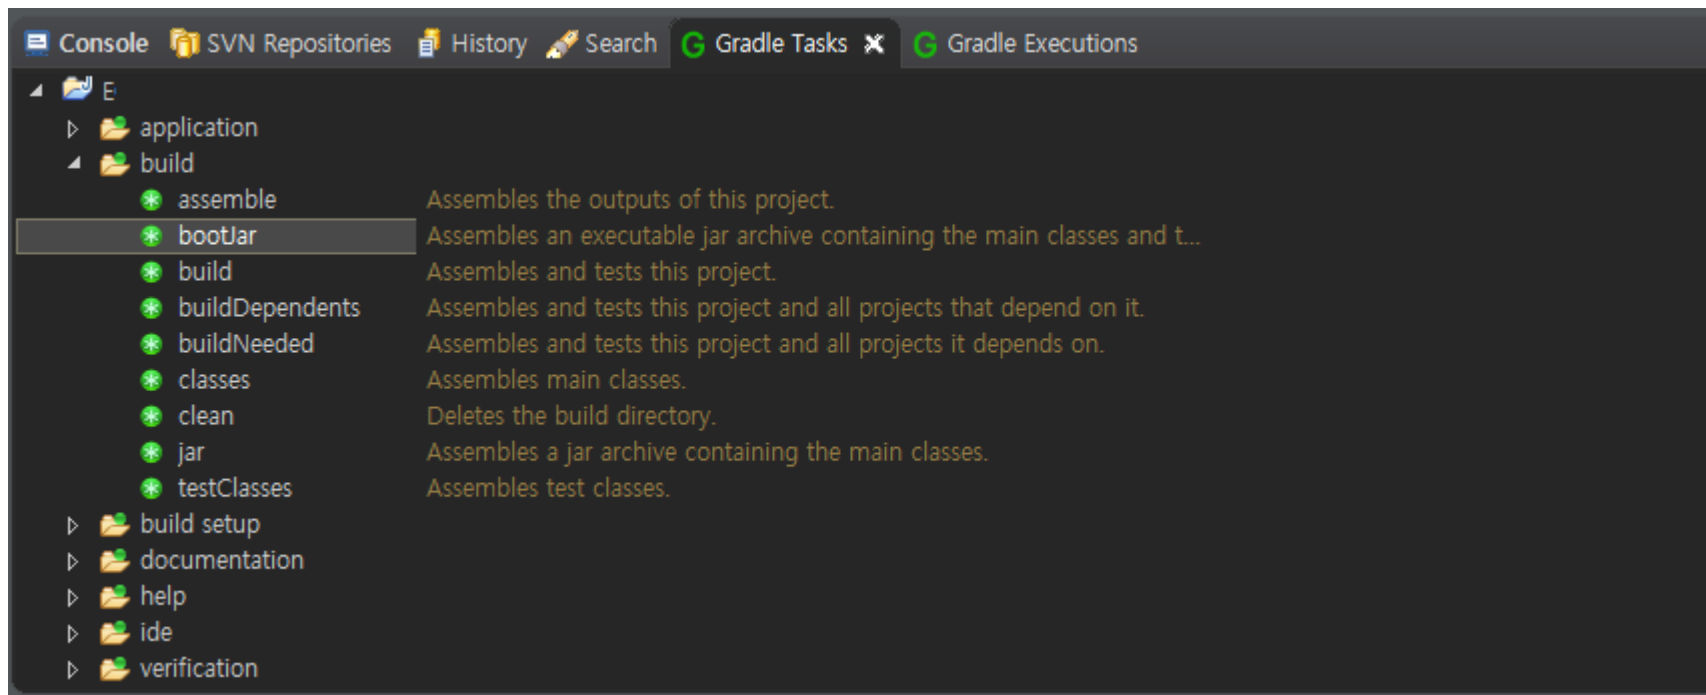 Console SVN Repositories History Search G Gradle Tasks G Gradle Executions
E
application
build
assemble Assembles the outputs of this project.
bootJar Assembles an executable jar archive containing the main classes and t...
build Assembles and tests this project.
buildDependents Assembles and tests this project and all projects that depend on it.
buildNeeded Assembles and tests this project and all projects it depends on.
classes Assembles main classes.
clean Deletes the build directory.
jar Assembles a jar archive containing the main classes.
testClasses Assembles test classes.
build setup
documentation
help
ide
verification